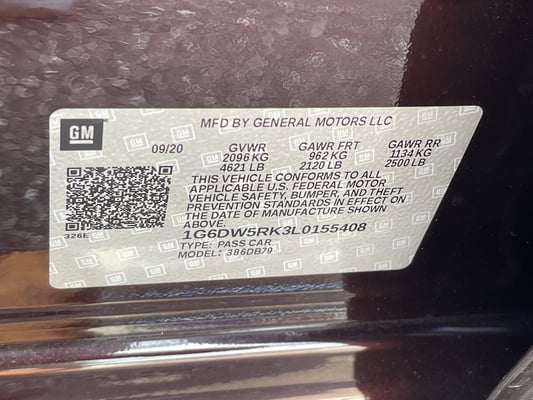 MFD BY GENERAL MOTORS LLC
GM
09/20 GVWR GAWR FRT GAWR RR
2096 KG 962 KG 1134 KG
4621 LB 2120 LB 2500 LB
THIS VEHICLE CONFORMS TO ALL
APPLICABLE U.S. FEDERAL MOTOR
VEHICLE SAFETY, BUMPER, AND THEFT
PREVENTION STANDARDS IN EFFECT ON
THE DATE OF MANUFACTURE SHOWN
ABOVE.
326E
1G6DW5RK3L0155408
TYPE: PASS CAR
MODEL: 386DB79